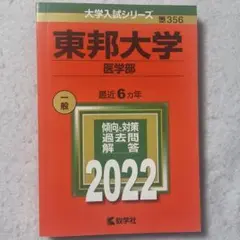 大学入試シリーズ
356
東邦大学
医学部
一般
最近6カ年
傾向と対策
過去問
解答
2022
教学社